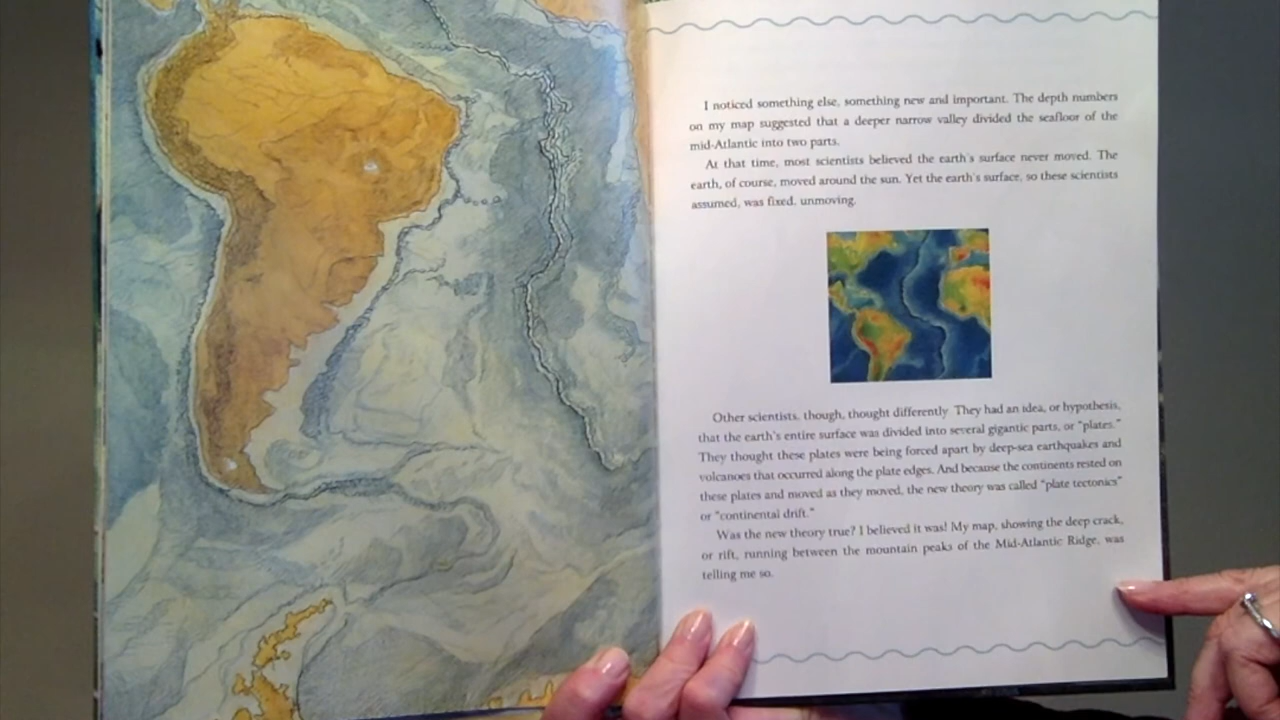 I noticed something else, something new and important. The depth numbers
on my map suggested that a deeper narrow valley divided the seafloor of the
mid-Atlantic into two parts.
At that time, most scientists believed the earth's surface never moved. The
earth, of course, moved around the sun. Yet the earth's surface, so these scientists
assumed, was fixed, unmoving.
Other scientists, though, thought differently. They had an idea, or hypothesis,
that the earth's entire surface was divided into several gigantic parts, or "plates."
They thought these plates were being forced apart by deep-sea earthquakes and
volcanoes that occurred along the plate edges. And because the continents rested on
these plates and moved as they moved, the new theory was called "plate tectonics"
or "continental drift."
Was the new theory true? I believed it was! My map, showing the deep crack,
or rift, running between the mountain peaks of the Mid-Atlantic Ridge, was
telling me so.